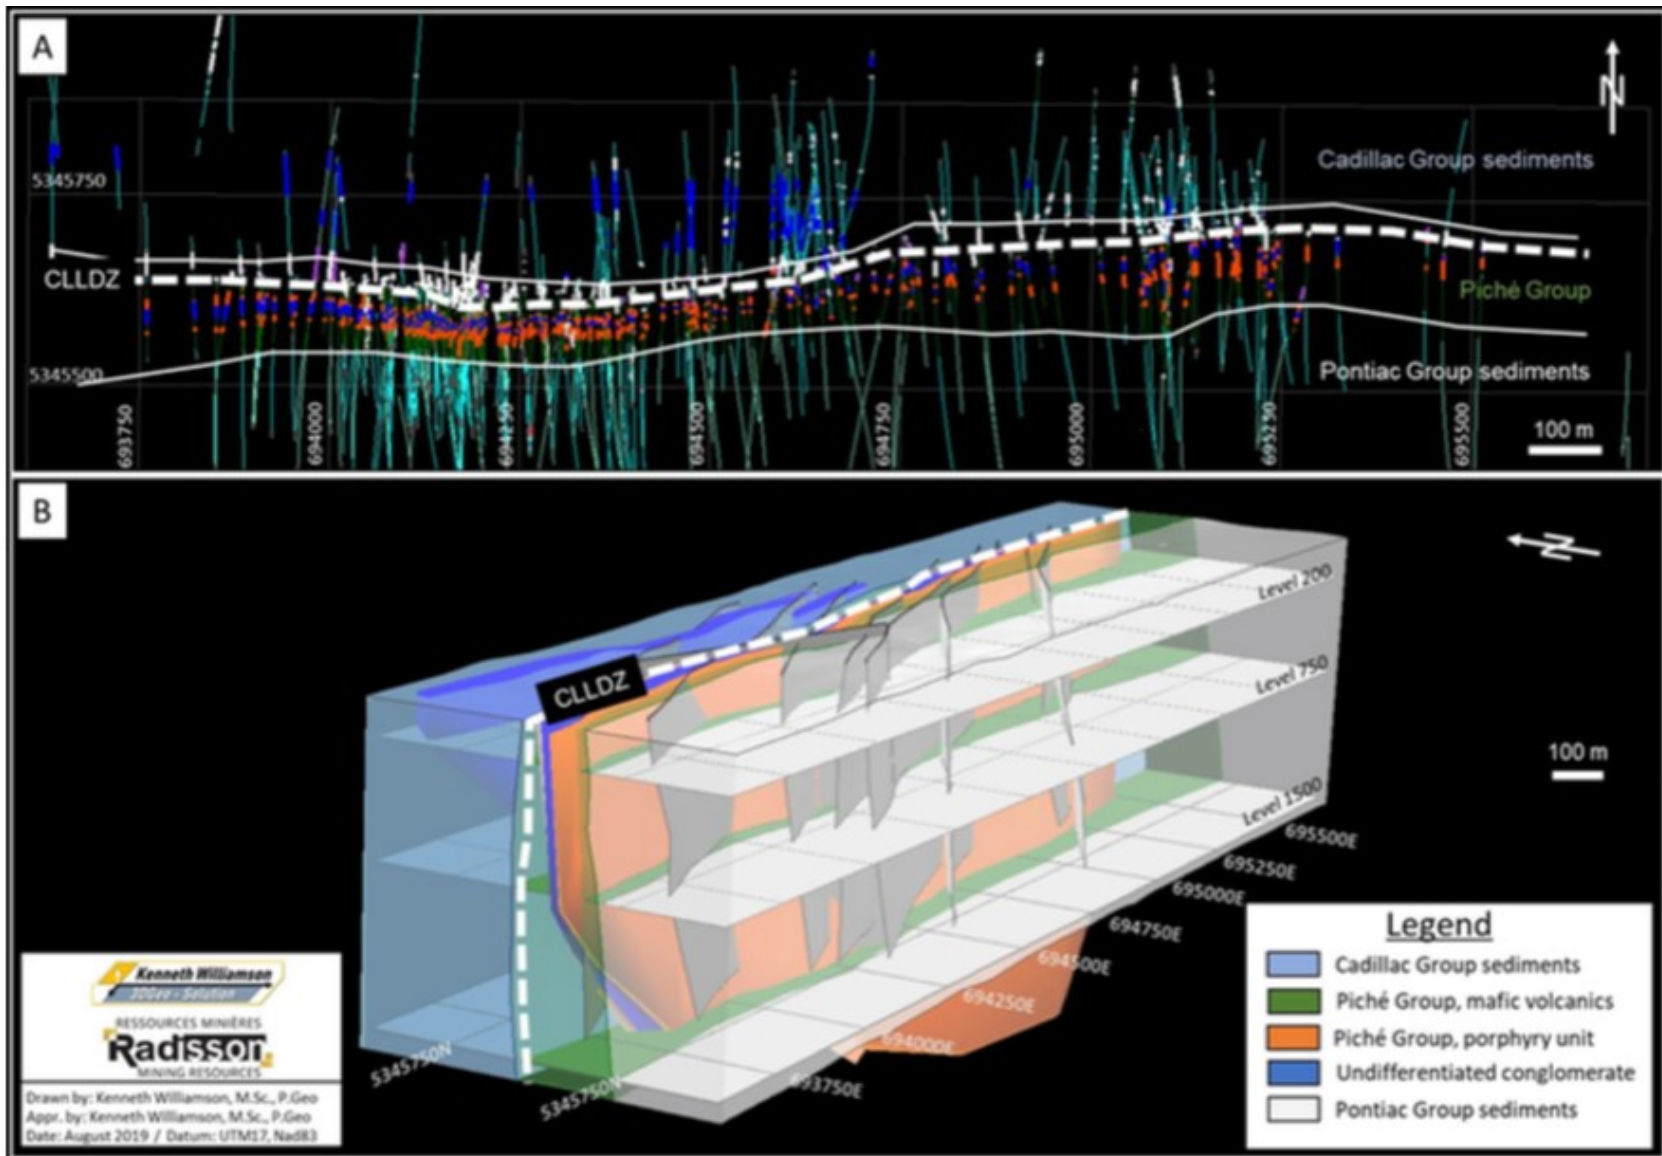 A
N
Cadillac Group sediments
5345750
CLLDZ
Piché Group
Pontiac Group sediments
5345500
693750
694000
694250
694500
694750
695000
695250
695500
100 m
B
N
Level 200
CLLDZ
Level 750
100 m
Level 1500
695500E
695250E
695000E
694750E
694500E
694250E
694000E
693750E
5345750N
5345750N
Legend
Cadillac Group sediments
Piché Group, mafic volcanics
Piché Group, porphyry unit
Undifferentiated conglomerate
Pontiac Group sediments
Kenneth Williamson
3DGeo - Solution
RESSOURCES MINIÈRES
Radisson
MINING RESOURCES
Drawn by: Kenneth Williamson, M.Sc., P.Geo
Appr. by: Kenneth Williamson, M.Sc., P.Geo
Date: August 2019 / Datum: UTM17, Nad83